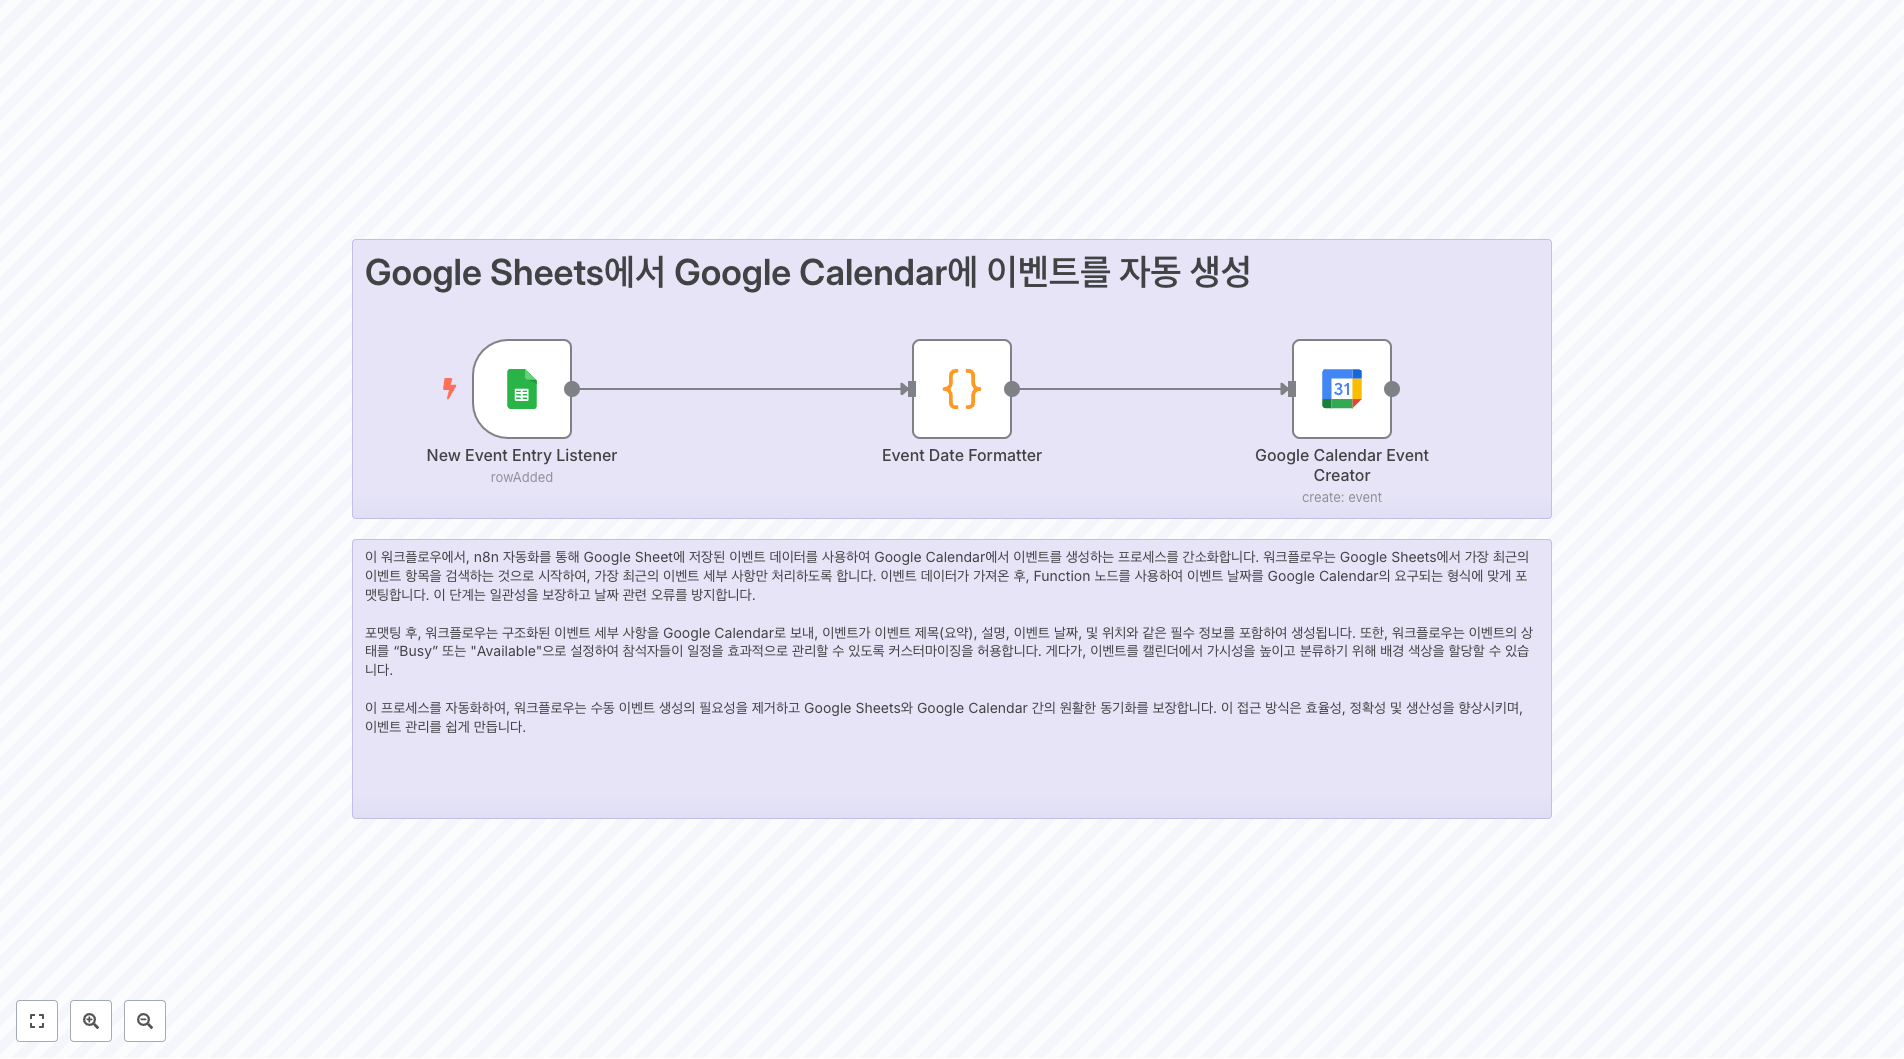 Google Sheets에서 Google Calendar에 이벤트를 자동 생성
31
New Event Entry Listener
rowAdded
Event Date Formatter
Google Calendar Event
Creator
create: event
이 워크플로우에서, n8n 자동화를 통해 Google Sheet에 저장된 이벤트 데이터를 사용하여 Google Calendar에서 이벤트를 생성하는 프로세스를 간소화합니다. 워크플로우는 Google Sheets에서 가장 최근의
이벤트 항목을 검색하는 것으로 시작하여, 가장 최근의 이벤트 세부 사항만 처리하도록 합니다. 이벤트 데이터가 가져온 후, Function 노드를 사용하여 이벤트 날짜를 Google Calendar의 요구되는 형식에 맞게 포
맷팅합니다. 이 단계는 일관성을 보장하고 날짜 관련 오류를 방지합니다.
포맷팅 후, 워크플로우는 구조화된 이벤트 세부 사항을 Google Calendar로 보내, 이벤트가 이벤트 제목(요약), 설명, 이벤트 날짜, 및 위치와 같은 필수 정보를 포함하여 생성됩니다. 또한, 워크플로우는 이벤트의 상
태를 “Busy” 또는 "Available"으로 설정하여 참석자들이 일정을 효과적으로 관리할 수 있도록 커스터마이징을 허용합니다. 게다가, 이벤트를 캘린더에서 가시성을 높이고 분류하기 위해 배경 색상을 할당할 수 있습
니다.
이 프로세스를 자동화하여, 워크플로우는 수동 이벤트 생성의 필요성을 제거하고 Google Sheets와 Google Calendar 간의 원활한 동기화를 보장합니다. 이 접근 방식은 효율성, 정확성 및 생산성을 향상시키며,
이벤트 관리를 쉽게 만듭니다.